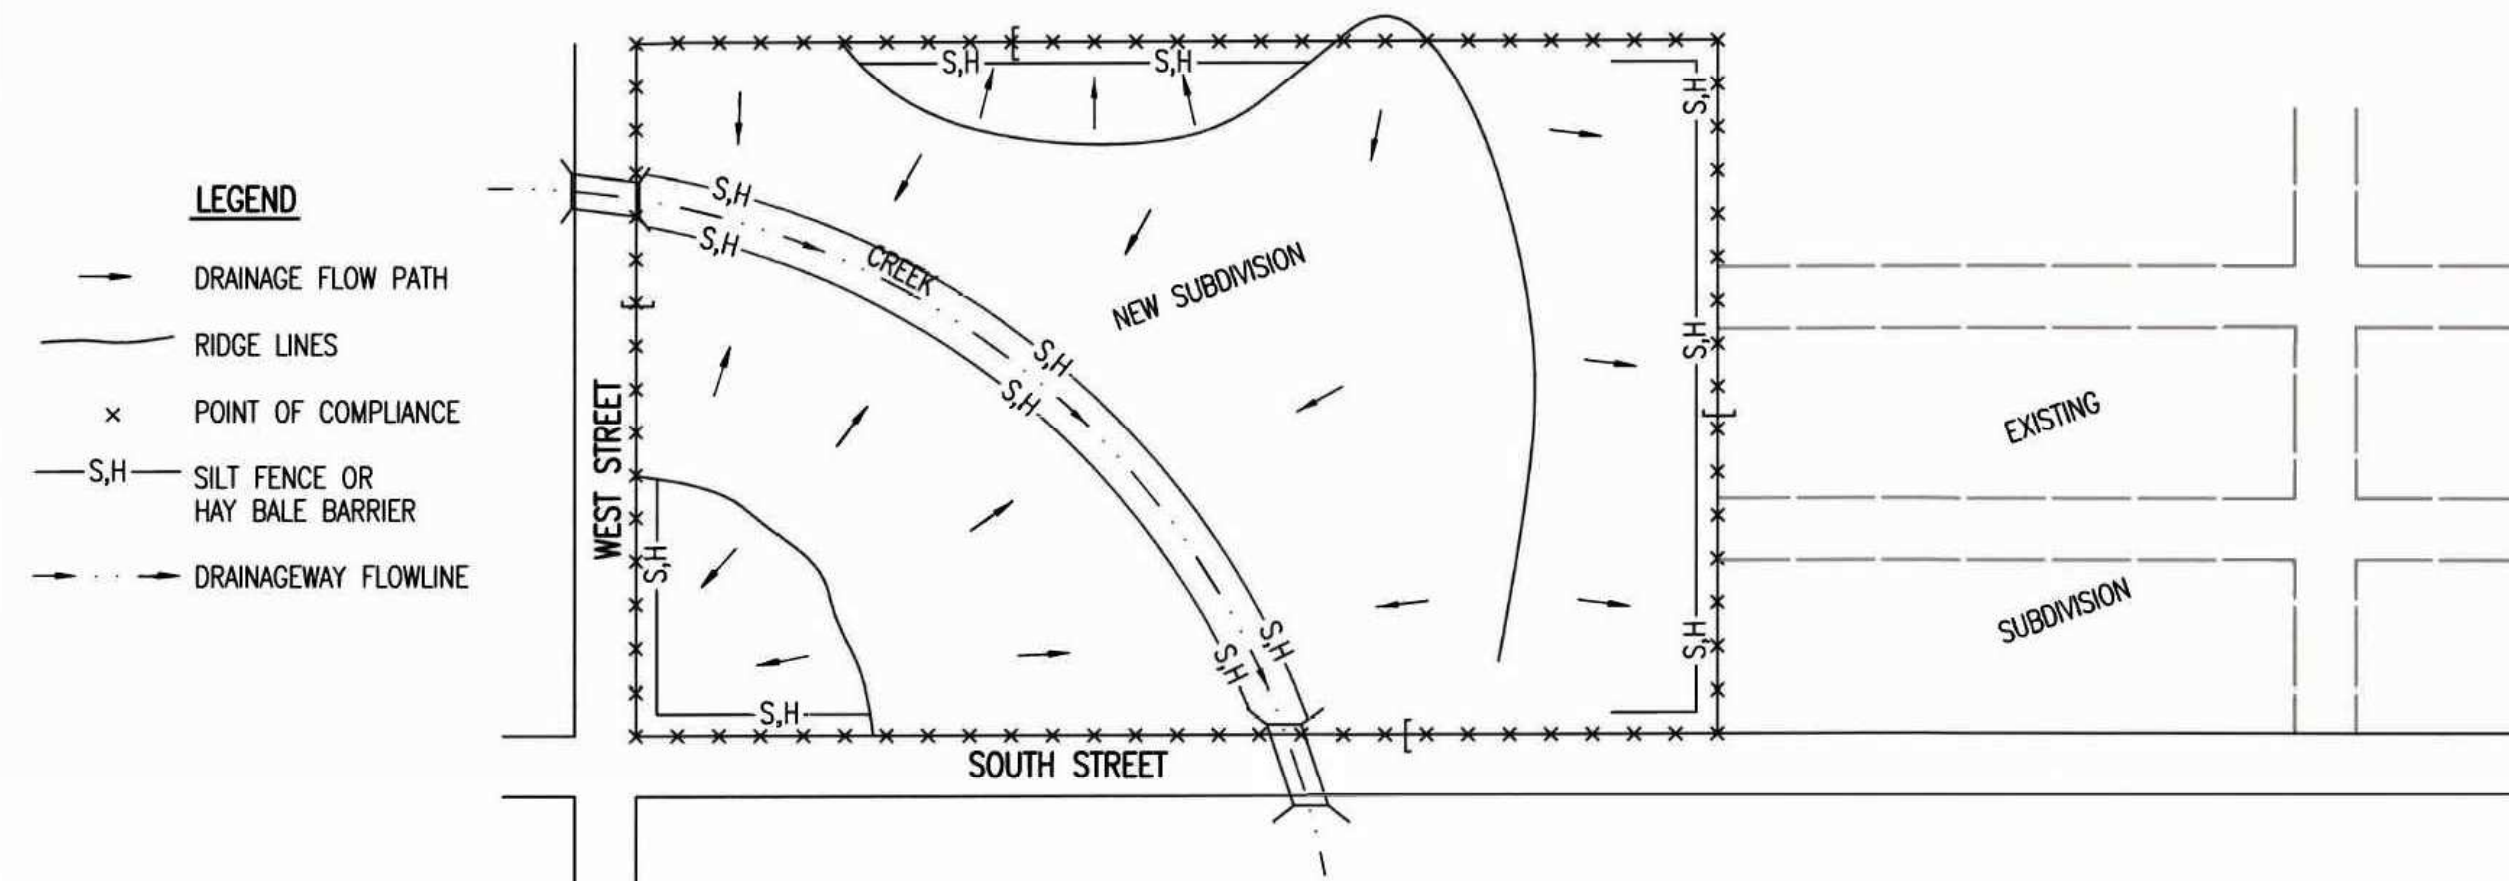 LEGEND
DRAINAGE FLOW PATH
RIDGE LINES
POINT OF COMPLIANCE
S,H
SILT FENCE OR
HAY BALE BARRIER
DRAINAGEWAY FLOWLINE
S,H
S,H
S,H
S,H
S,H
CREEK
NEW SUBDIVISION
S,H
S,H
S,H
WEST STREET
EXISTING
S,H
SUBDIVISION
S,H
S,H
S,H
S,H
SOUTH STREET